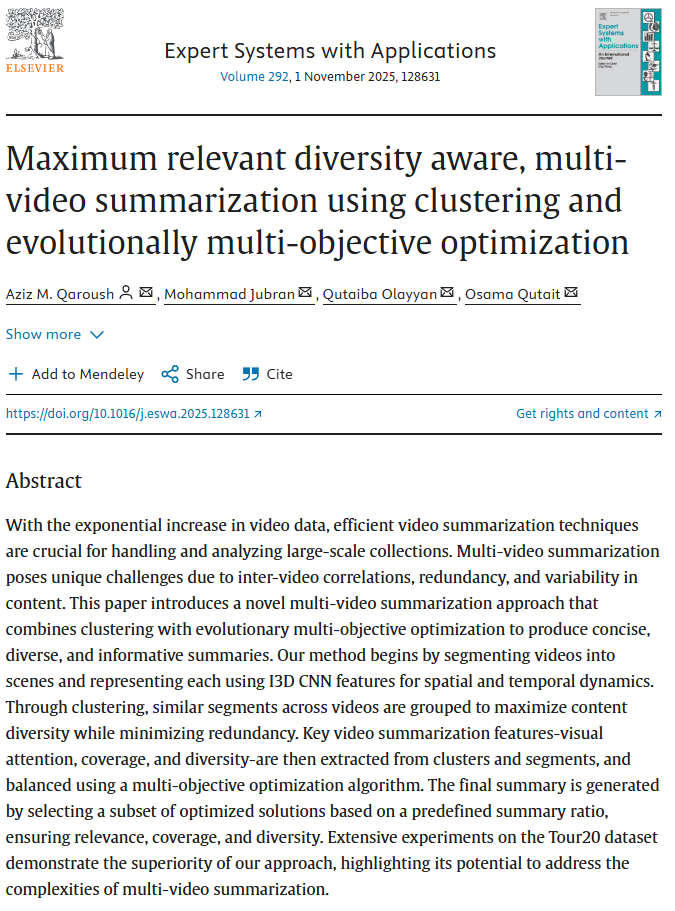 ELSEVIER
Expert Systems with Applications
Volume 292, 1 November 2025, 128631
Expert
Systems
with
Applications
An International
Journal
Maximum relevant diversity aware, multi-
video summarization using clustering and
evolutionally multi-objective optimization
Aziz M. Qaroush , Mohammad Jubran , Qutaiba Olayyan , Osama Qutait
Show more
Add to Mendeley Share Cite
https://doi.org/10.1016/j.eswa.2025.128631 Get rights and content
Abstract
With the exponential increase in video data, efficient video summarization techniques
are crucial for handling and analyzing large-scale collections. Multi-video summarization
poses unique challenges due to inter-video correlations, redundancy, and variability in
content. This paper introduces a novel multi-video summarization approach that
combines clustering with evolutionary multi-objective optimization to produce concise,
diverse, and informative summaries. Our method begins by segmenting videos into
scenes and representing each using I3D CNN features for spatial and temporal dynamics.
Through clustering, similar segments across videos are grouped to maximize content
diversity while minimizing redundancy. Key video summarization features-visual
attention, coverage, and diversity-are then extracted from clusters and segments, and
balanced using a multi-objective optimization algorithm. The final summary is generated
by selecting a subset of optimized solutions based on a predefined summary ratio,
ensuring relevance, coverage, and diversity. Extensive experiments on the Tour20 dataset
demonstrate the superiority of our approach, highlighting its potential to address the
complexities of multi-video summarization.